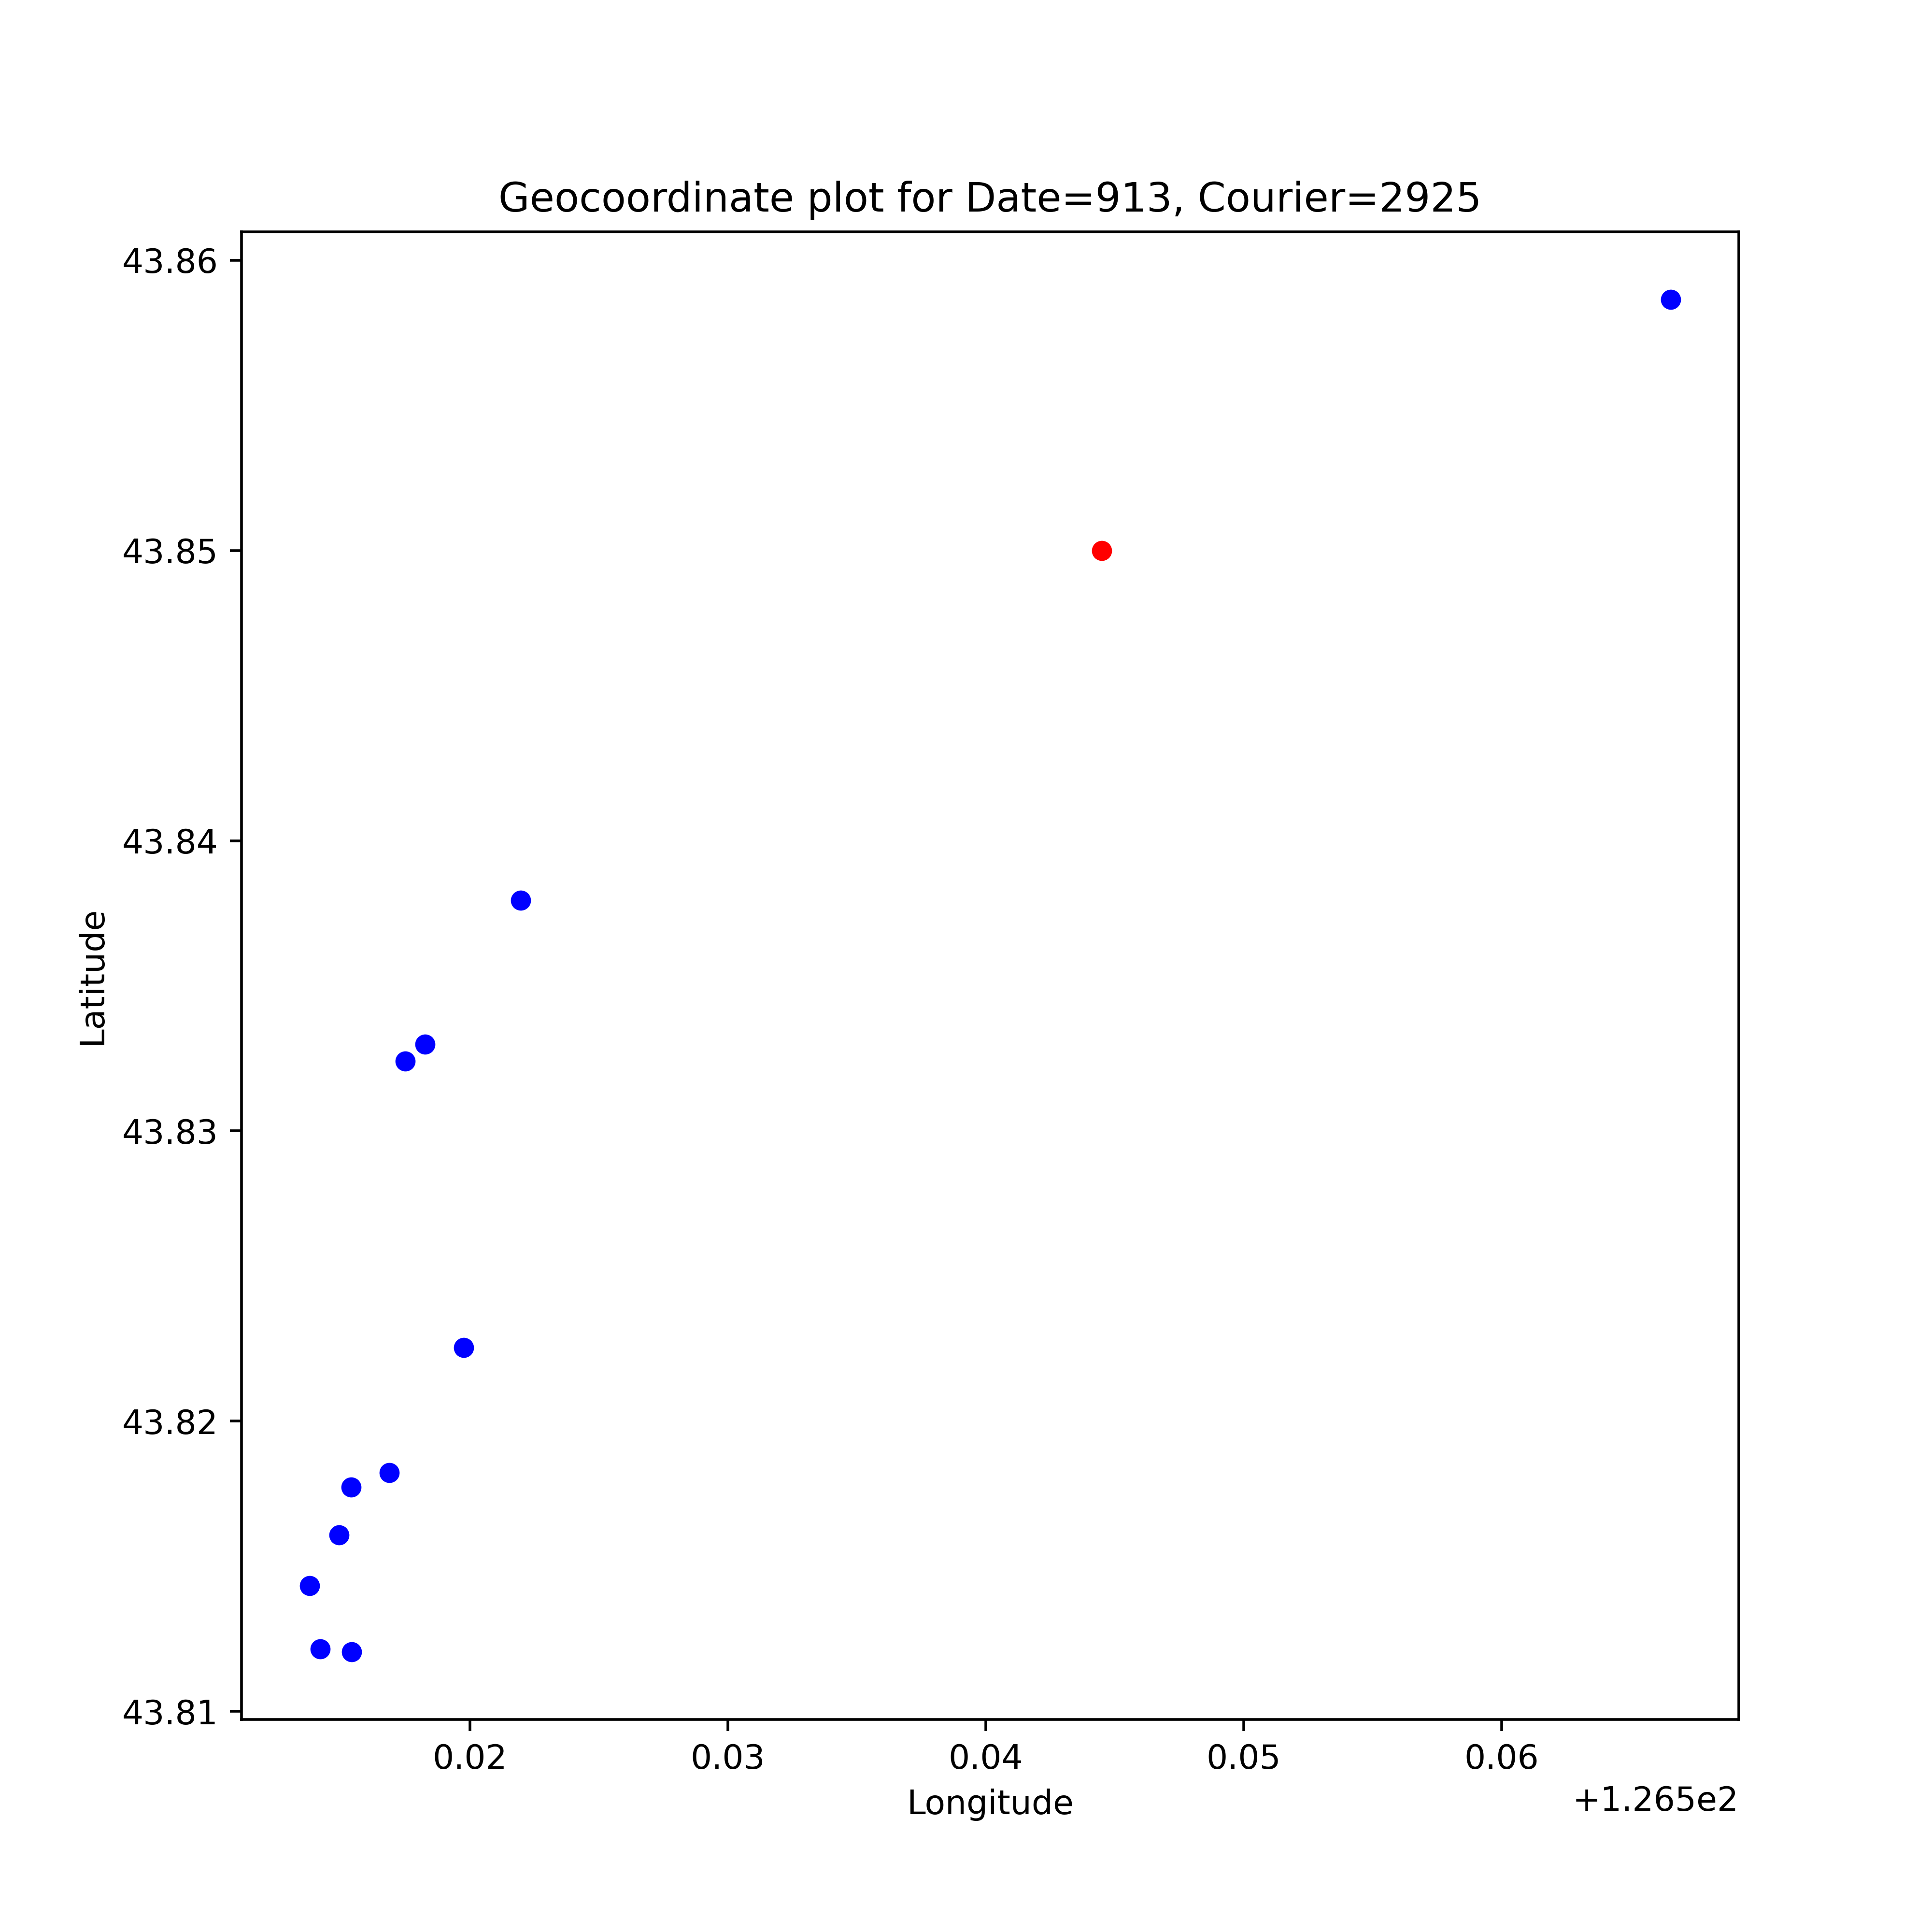 Geocoordinate plot for Date=913, Courier=2925
43.86
43.85
43.84
43.83
43.82
43.81
Latitude
0.02 0.03 0.04 0.05 0.06
Longitude
+1.265e2